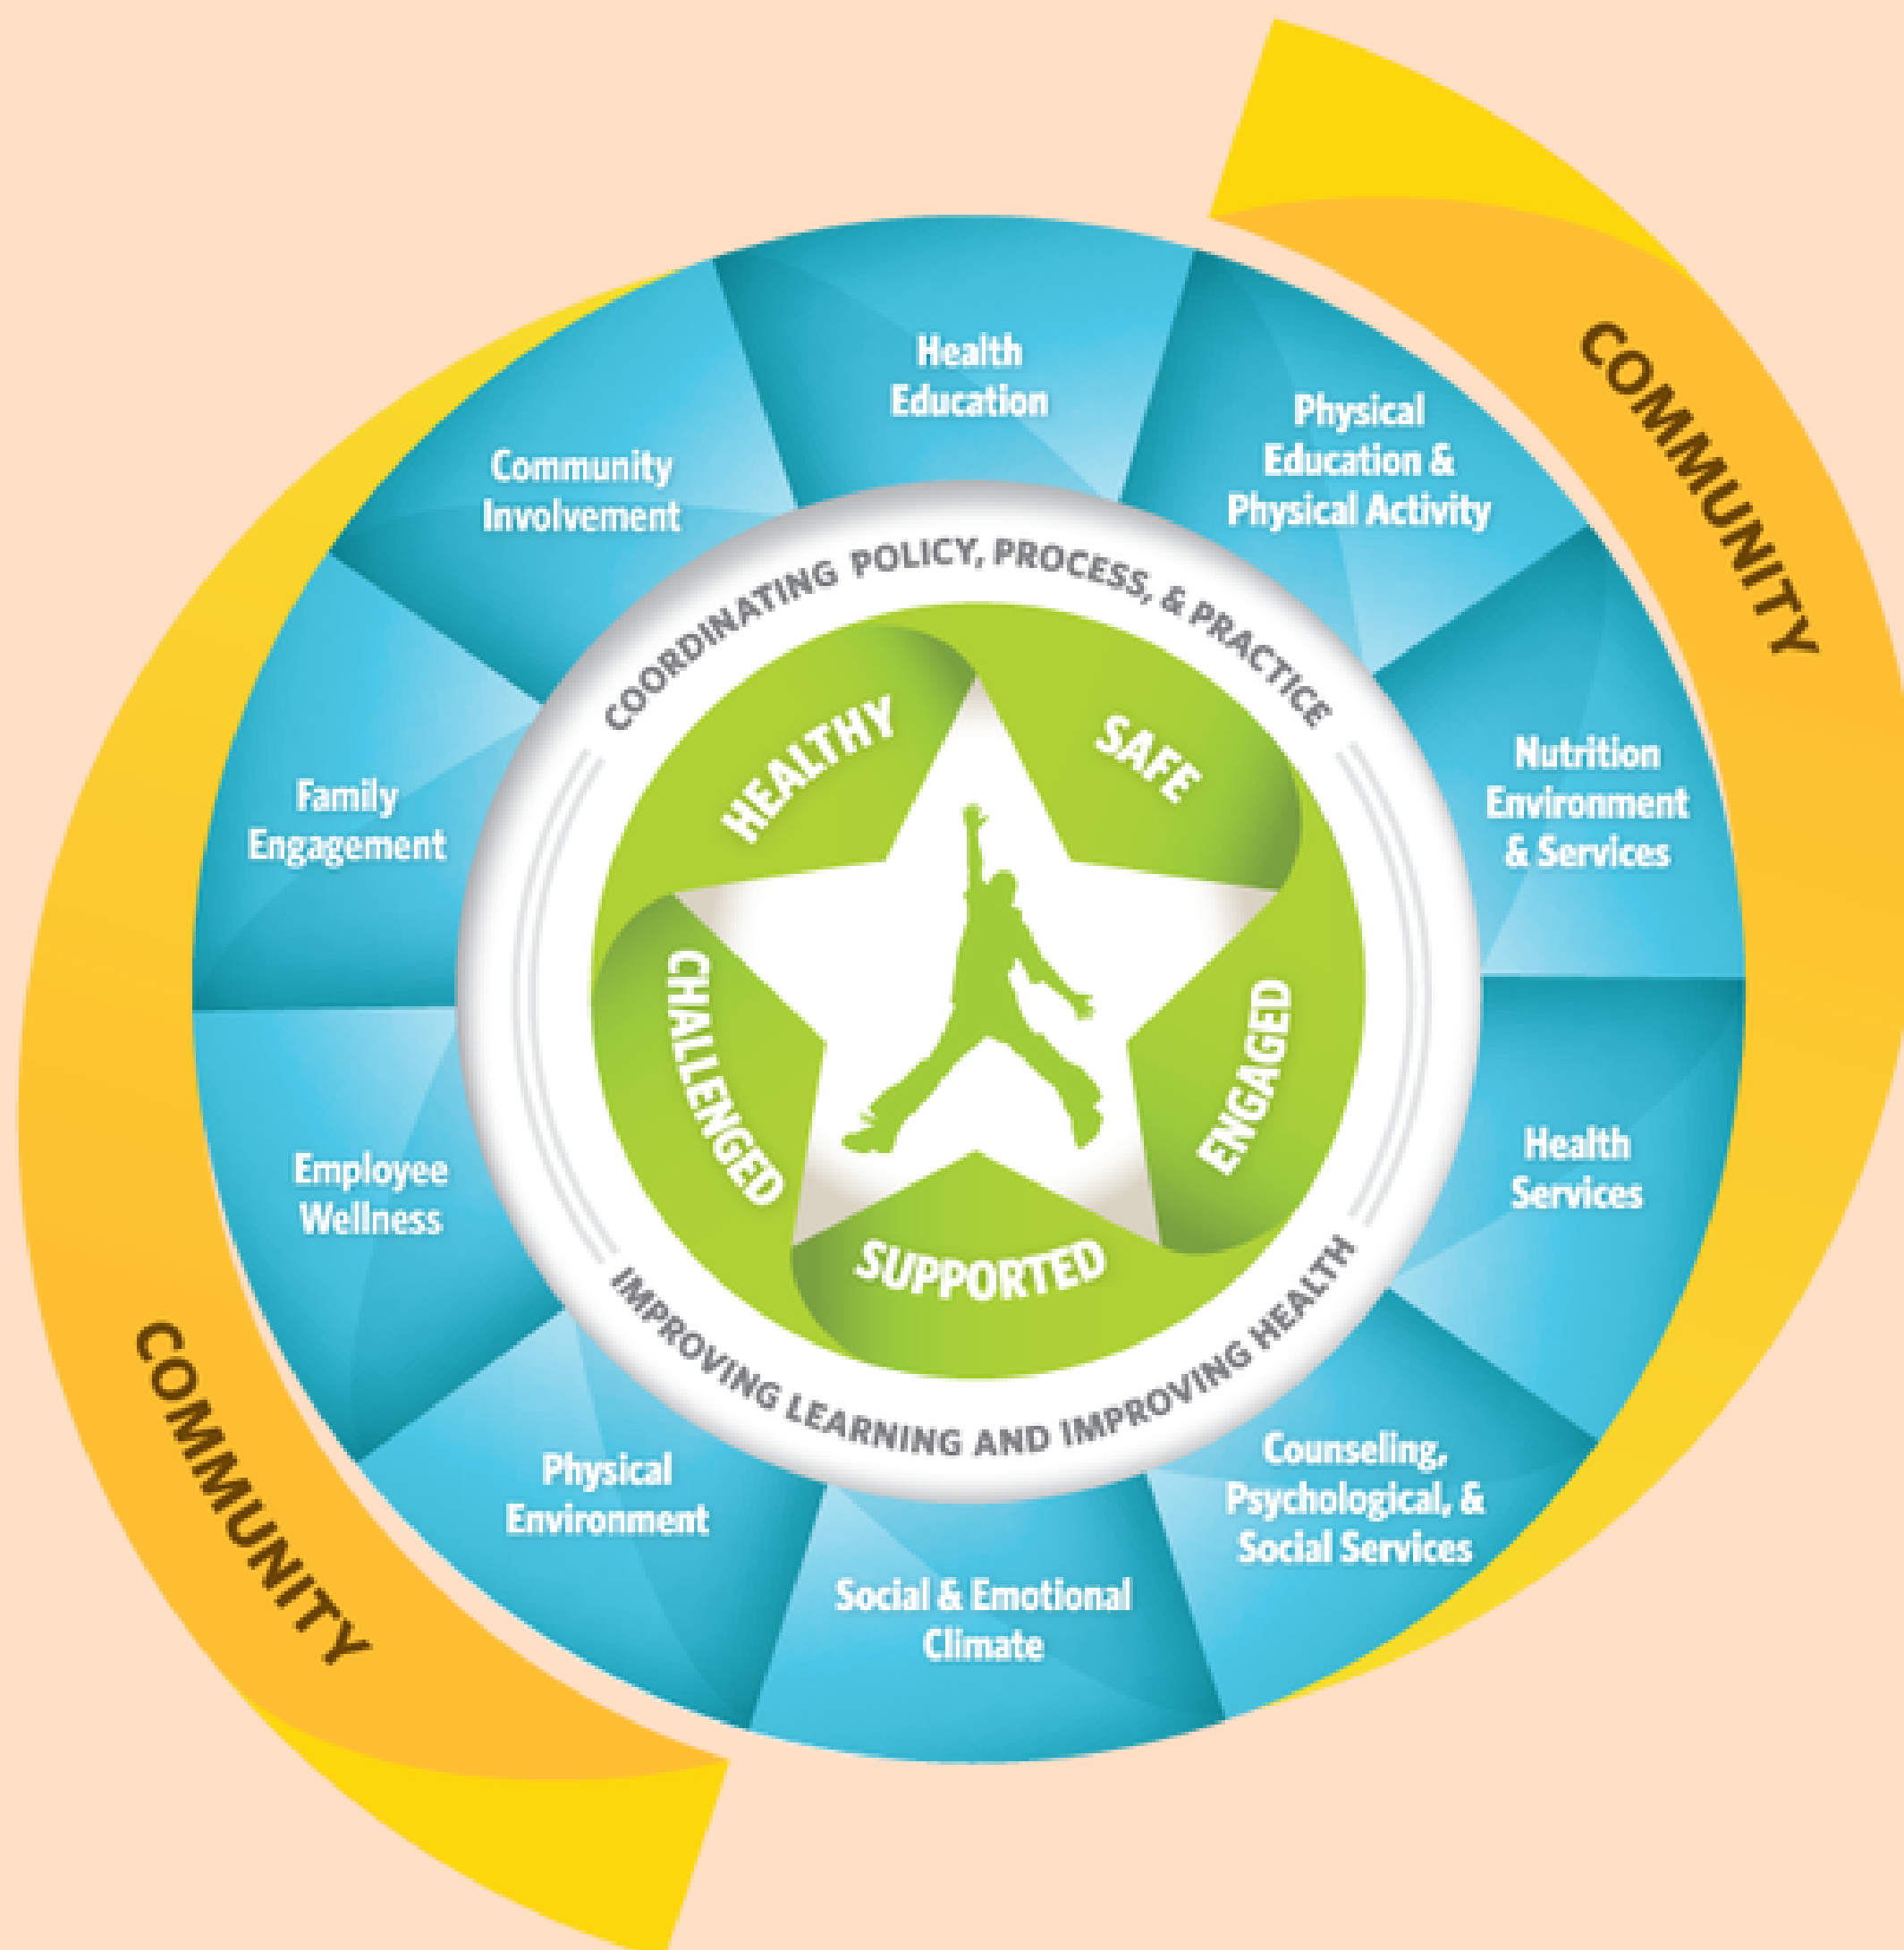 COMMUNITY
Health
Education
Physical
Education &
Physical Activity
Nutrition
Environment
& Services
Health
Services
Counseling,
Psychological, &
Social Services
Social & Emotional
Climate
Physical
Environment
Employee
Wellness
Family
Engagement
Community
Involvement
COORDINATING POLICY, PROCESS, & PRACTICE
IMPROVING LEARNING AND IMPROVING HEALTH
HEALTHY
SAFE
ENGAGED
SUPPORTED
CHALLENGED
COMMUNITY